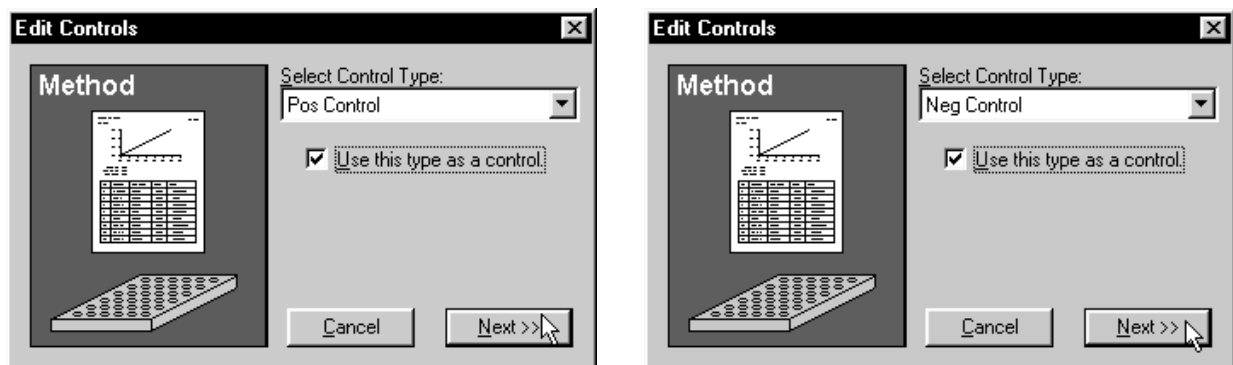 Edit Controls
Method
Select Control Type:
Pos Control
Use this type as a control.
Cancel
Next >>
Edit Controls
Method
Select Control Type:
Neg Control
Use this type as a control.
Cancel
Next >>